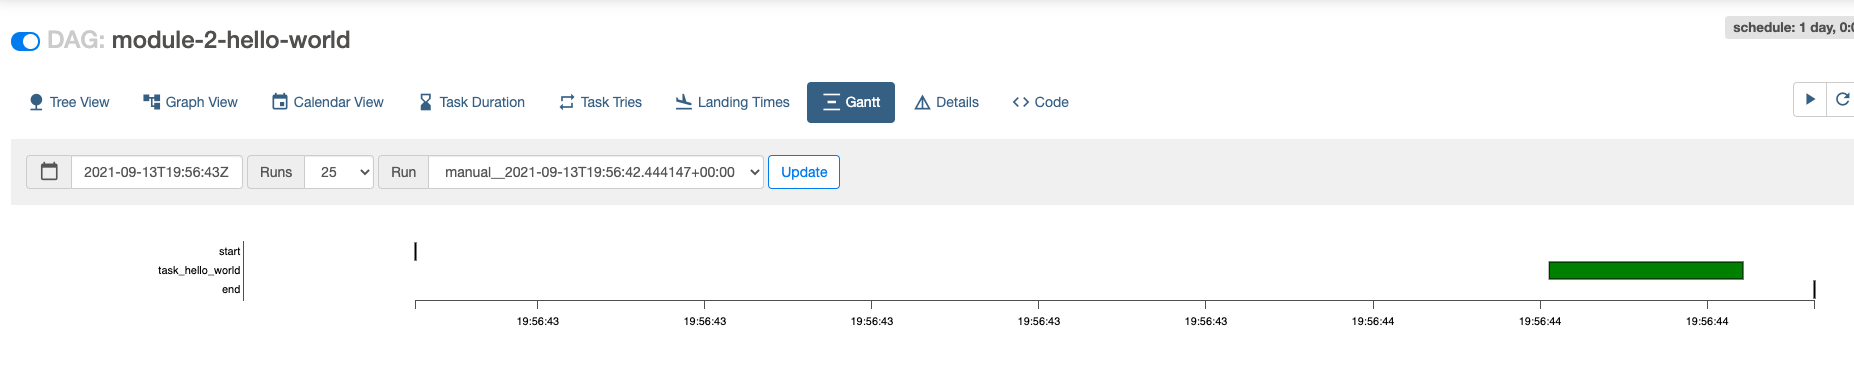 DAG: module-2-hello-world
schedule: 1 day, 0:0
Tree View Graph View Calendar View Task Duration Task Tries Landing Times Gantt Details Code
2021-09-13T19:56:43Z Runs 25 Run manual__2021-09-13T19:56:42.444147+00:00 Update
start
task_hello_world
end
19:56:43 19:56:43 19:56:43 19:56:43 19:56:43 19:56:44 19:56:44 19:56:44